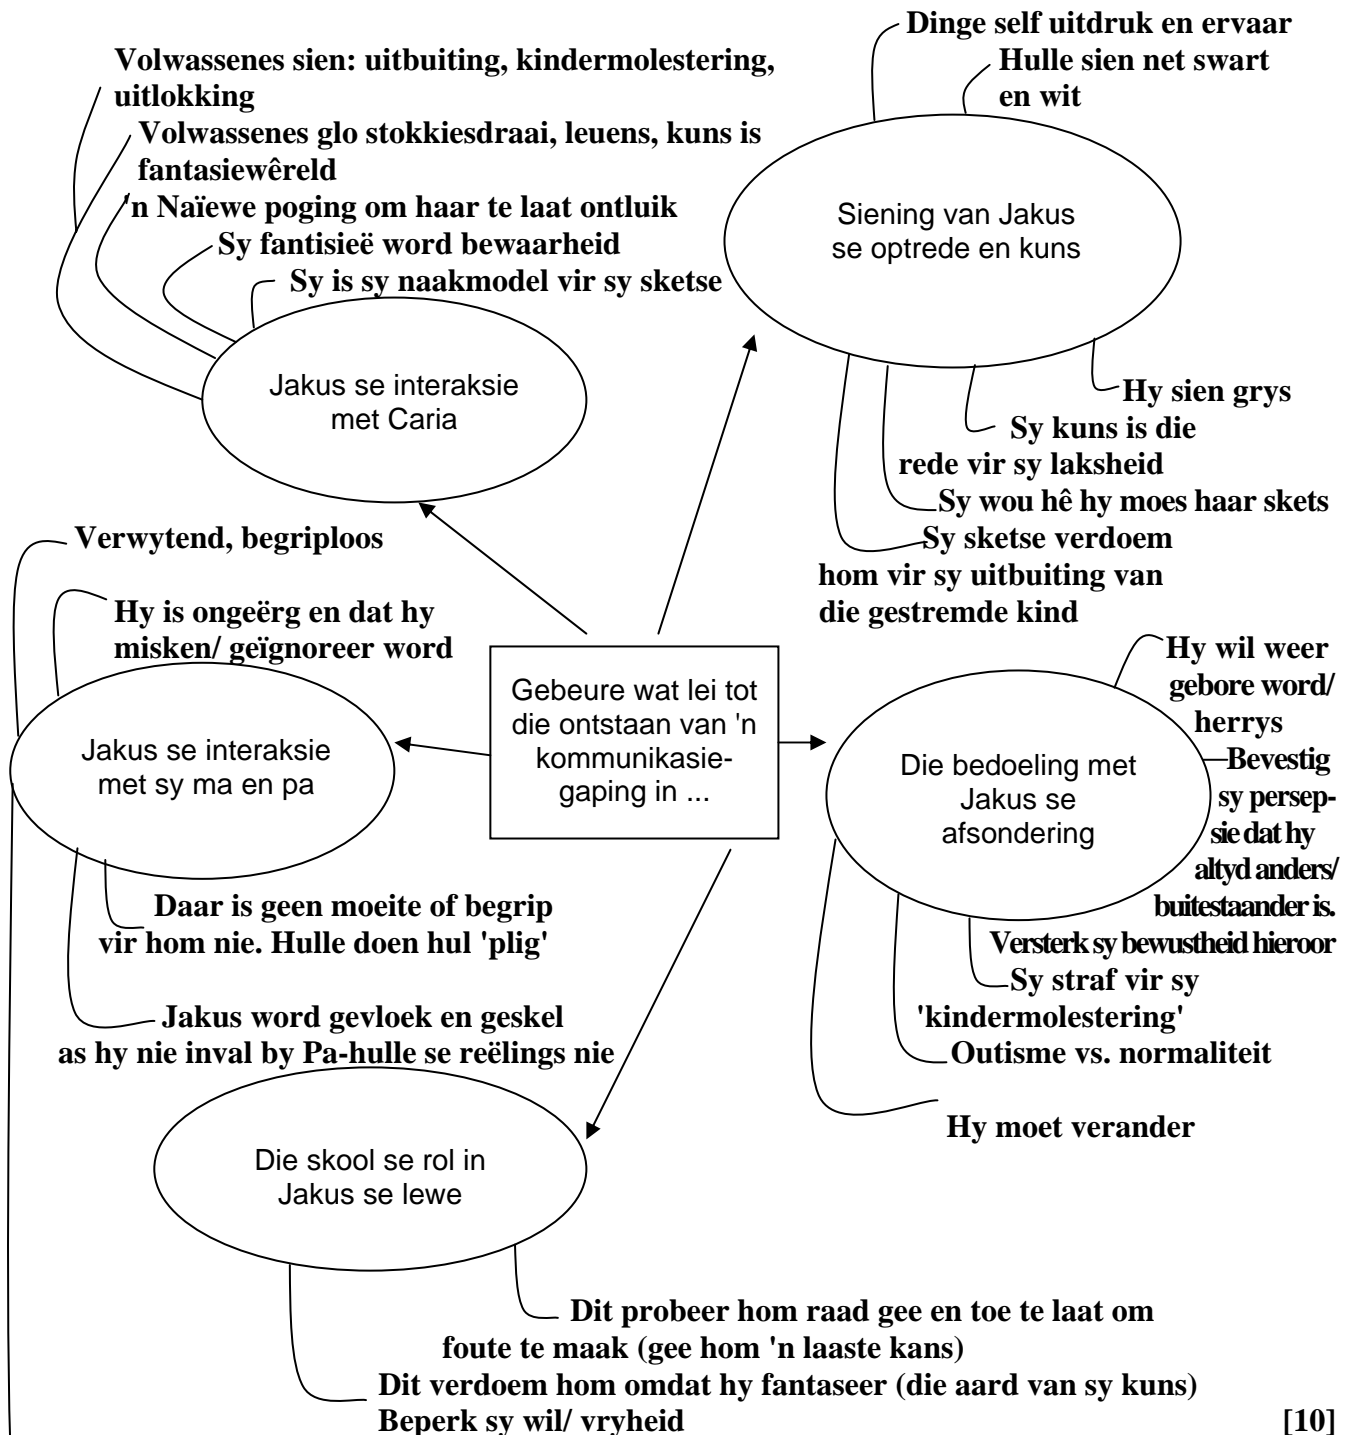 Dinge self uitdruk en ervaar
Hulle sien net swart
en wit
Siening van Jakus
se optrede en kuns
Hy sien grys
Sy kuns is die
rede vir sy laksheid
Sy wou hê hy moes haar skets
Sy sketse verdoem
hom vir sy uitbuiting van
die gestremde kind
Volwassenes sien: uitbuiting, kindermolestering,
uitlokking
Volwassenes glo stokkiesdraai, leuens, kuns is
fantasiewêreld
'n Naïewe poging om haar te laat ontluik
Sy fantisieë word bewaarheid
Sy is sy naakmodel vir sy sketse
Jakus se interaksie
met Caria
Verwytend, begriploos
Hy is ongeërg en dat hy
misken/ geïgnoreer word
Jakus se interaksie
met sy ma en pa
Daar is geen moeite of begrip
vir hom nie. Hulle doen hul 'plig'
Jakus word gevloek en geskel
as hy nie inval by Pa-hulle se reëlings nie
Gebeure wat lei tot
die ontstaan van 'n
kommunikasie-
gaping in ...
Hy wil weer
gebore word/
herrys
Bevestig
sy persep-
sie dat hy
altyd anders/
buitestaander is.
Versterk sy bewustheid hieroor
Die bedoeling met
Jakus se
afsondering
Sy straf vir sy
'kindermolestering'
Outisme vs. normaliteit
Hy moet verander
Die skool se rol in
Jakus se lewe
Dit probeer hom raad gee en toe te laat om
foute te maak (gee hom 'n laaste kans)
Dit verdoem hom omdat hy fantaseer (die aard van sy kuns)
Beperk sy wil/ vryheid
[10]